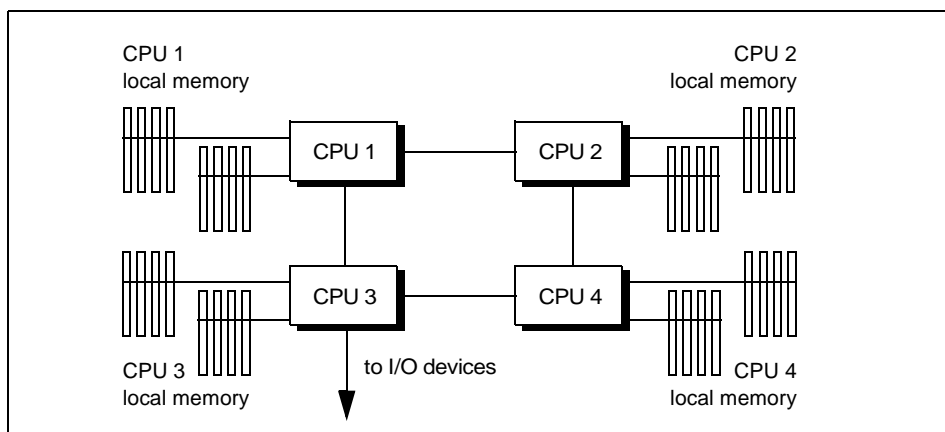 CPU 1
local memory
CPU 2
local memory
CPU 1
CPU 2
CPU 3
CPU 4
to I/O devices
CPU 3
local memory
CPU 4
local memory